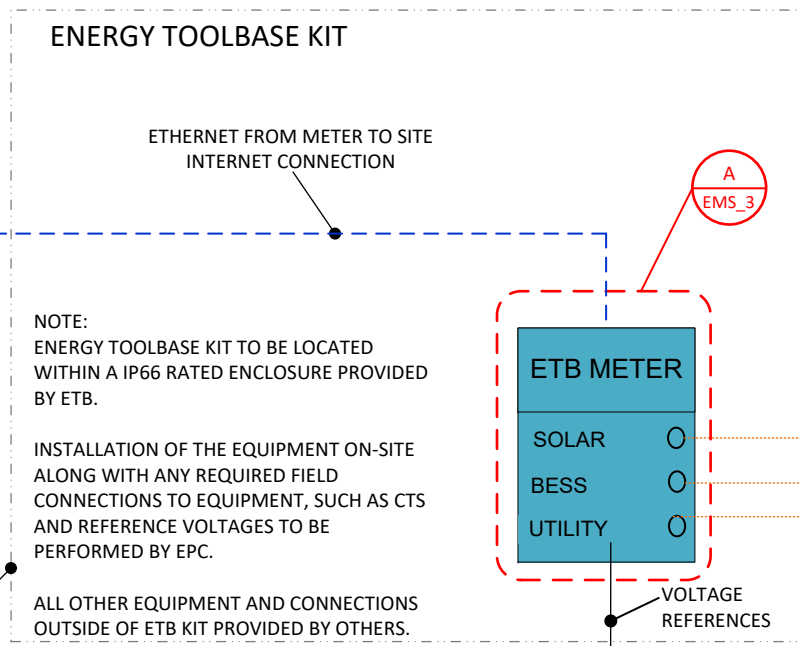 ENERGY TOOLBASE KIT
ETHERNET FROM METER TO SITE
INTERNET CONNECTION
A
EMS_3
NOTE:
ENERGY TOOLBASE KIT TO BE LOCATED
WITHIN A IP66 RATED ENCLOSURE PROVIDED
BY ETB.
INSTALLATION OF THE EQUIPMENT ON-SITE
ALONG WITH ANY REQUIRED FIELD
CONNECTIONS TO EQUIPMENT, SUCH AS CTS
AND REFERENCE VOLTAGES TO BE
PERFORMED BY EPC.
ALL OTHER EQUIPMENT AND CONNECTIONS
OUTSIDE OF ETB KIT PROVIDED BY OTHERS.
ETB METER
SOLAR
BESS
UTILITY
VOLTAGE
REFERENCES